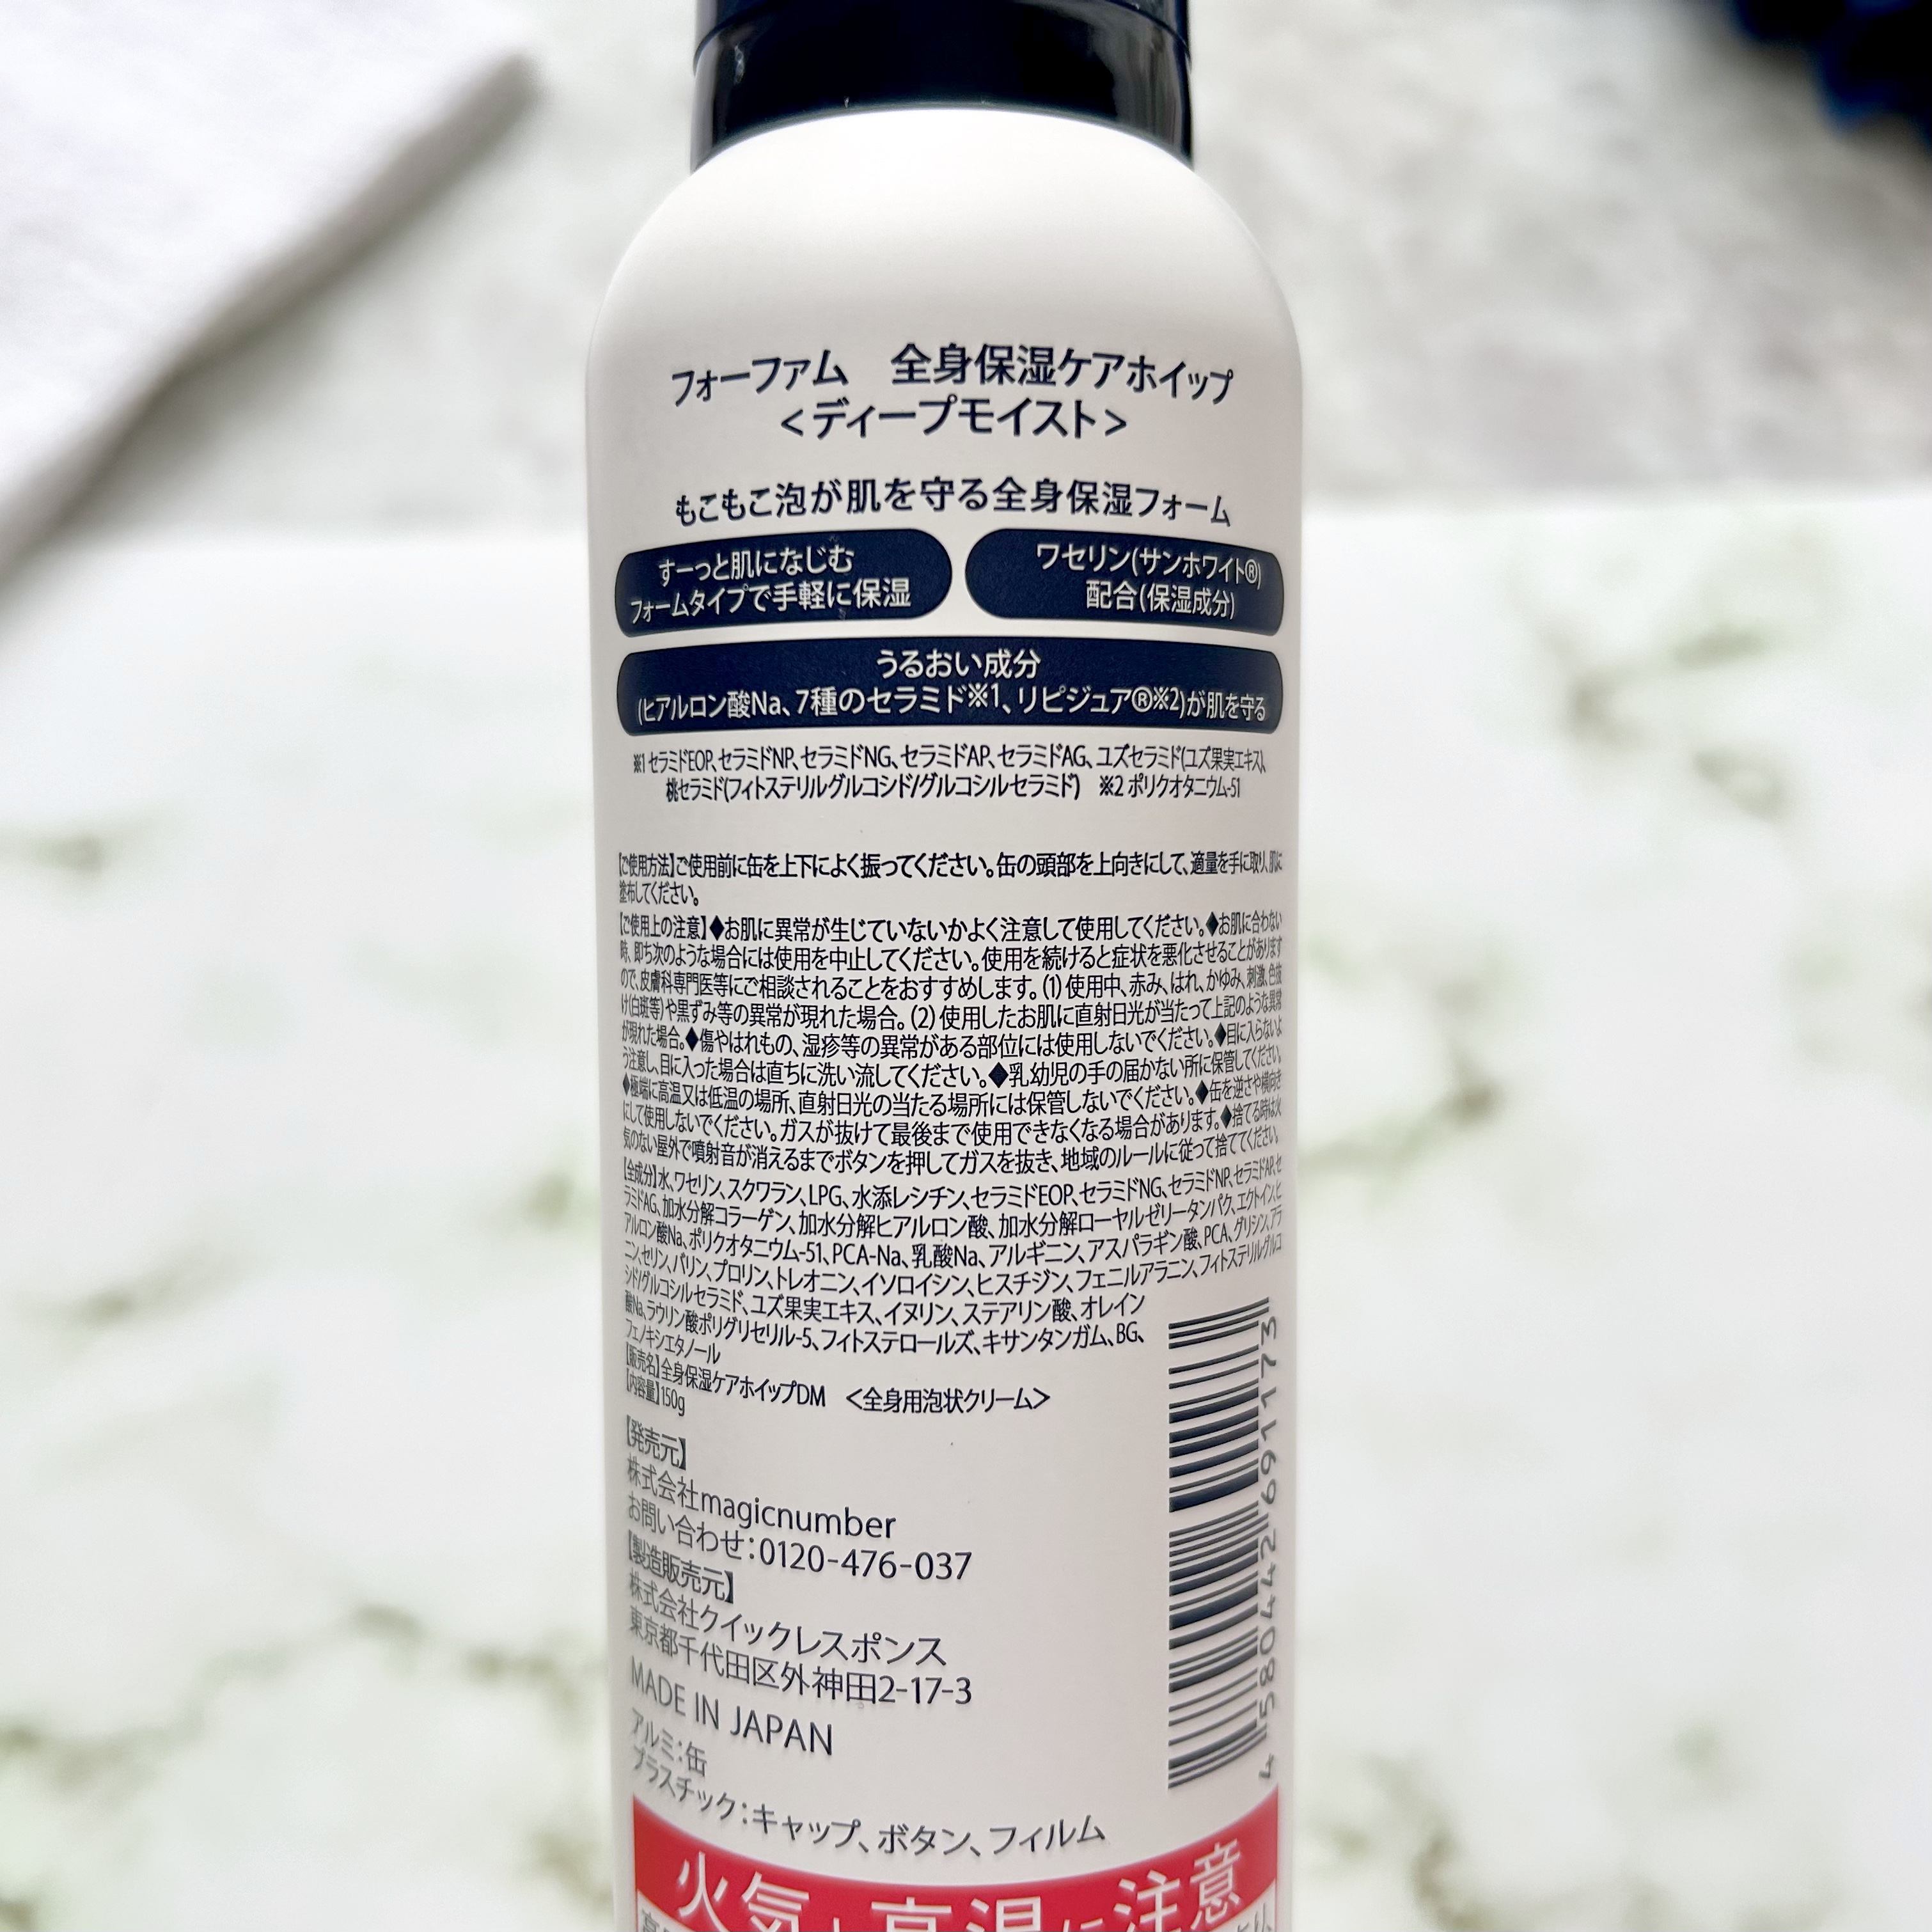 フォーファム 全身保湿ケアホイップ
<ディープモイスト>
もこもこ泡が肌を守る全身保湿フォーム
すーっと肌になじむ
フォームタイプで手軽に保湿
ワセリン(サンホワイト®)
配合(保湿成分)
うるおい成分
(ヒアルロン酸Na、7種のセラミド※1、リピジュア®※2)が肌を守る
※1 セラミドEOP、セラミドNP、セラミドNG、セラミドAP、セラミドAG、ユズセラミド(ユズ果実エキス)、
桃セラミド(フィトステリルグルコシド/グルコシルセラミド) ※2 ポリクオタニウム-51
【ご使用方法】ご使用前に缶を上下によく振ってください。缶の頭部を上向きにして、適量を手に取り、肌に
塗布してください。
【ご使用上の注意】◆お肌に異常が生じていないかよく注意して使用してください。◆お肌に合わない
時、即ち次のような場合には使用を中止してください。使用を続けると症状を悪化させることがあります
ので、皮膚科専門医等にご相談されることをおすすめします。(1)使用中、赤み、はれ、かゆみ、刺激、色抜
け(白斑等)や黒ずみ等の異常が現れた場合。(2)使用したお肌に直射日光が当たって上記のような異常
が現れた場合。◆傷やはれもの、湿疹等の異常がある部位には使用しないでください。◆目に入らないよ
う注意し、目に入った場合は直ちに洗い流してください。◆乳幼児の手の届かない所に保管してください。
◆極端に高温又は低温の場所、直射日光の当たる場所には保管しないでください。◆缶を逆さや横向き
にして使用しないでください。ガスが抜けて最後まで使用できなくなる場合があります。◆捨てる時は火
気のない屋外で噴射音が消えるまでボタンを押してガスを抜き、地域のルールに従って捨ててください。
【全成分】水、ワセリン、スクワラン、LPG、水添レシチン、セラミドEOP、セラミドNG、セラミドNP、セラミドAP、セ
ラミドAG、加水分解コラーゲン、加水分解ヒアルロン酸、加水分解ローヤルゼリータンパク、エクトイン、ヒ
アルロン酸Na、ポリクオタニウム-51、PCA-Na、乳酸Na、アルギニン、アスパラギン酸、PCA、グリシン、アラ
ニン、セリン、バリン、プロリン、トレオニン、イソロイシン、ヒスチジン、フェニルアラニン、フィトステリルグルコ
シド/グルコシルセラミド、ユズ果実エキス、イヌリン、ステアリン酸、オレイン
酸Na、ラウリン酸ポリグリセリル-5、フィトステロールズ、キサンタンガム、BG、
フェノキシエタノール
【販売名】全身保湿ケアホイップDM <全身用泡状クリーム>
【内容量】150g
【発売元】
株式会社magicnumber
お問い合わせ：0120-476-037
【製造販売元】
株式会社クイックレスポンス
東京都千代田区外神田2-17-3
MADE IN JAPAN
アルミ：缶
プラスチック：キャップ、ボタン、フィルム
4 580442 691173
火気と高温に注意